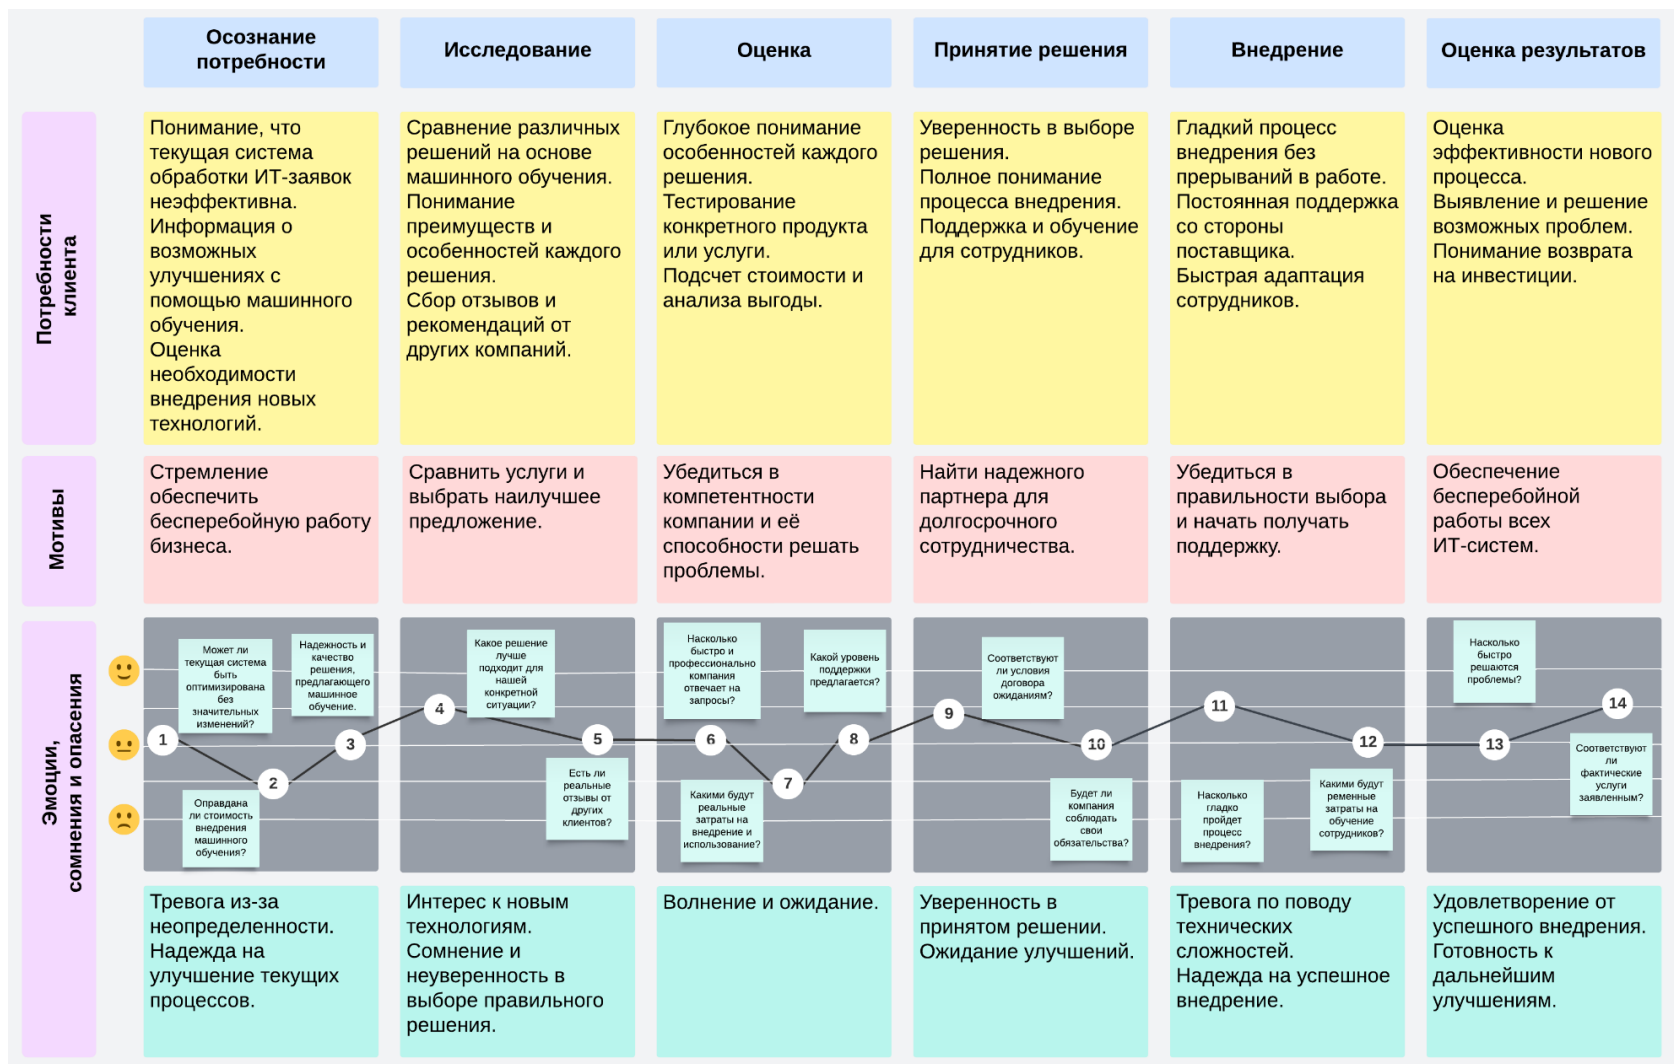 Осознание
потребности
Исследование
Оценка
Принятие решения
Внедрение
Оценка результатов
Потребности
клиента
Понимание, что
текущая система
обработки ИТ-заявок
неэффективна.
Информация о
возможных
улучшениях с
помощью машинного
обучения.
Оценка
необходимости
внедрения новых
технологий.
Сравнение различных
решений на основе
машинного обучения.
Понимание
преимуществ и
особенностей каждого
решения.
Сбор отзывов и
рекомендаций от
других компаний.
Глубокое понимание
особенностей каждого
решения.
Тестирование
конкретного продукта
или услуги.
Подсчет стоимости и
анализа выгоды.
Уверенность в выборе
решения.
Полное понимание
процесса внедрения.
Поддержка и обучение
для сотрудников.
Гладкий процесс
внедрения без
прерываний в работе.
Постоянная поддержка
со стороны
поставщика.
Быстрая адаптация
сотрудников.
Оценка
эффективности нового
процесса.
Выявление и решение
возможных проблем.
Понимание возврата
на инвестиции.
Мотивы
Стремление
обеспечить
бесперебойную работу
бизнеса.
Сравнить услуги и
выбрать наилучшее
предложение.
Убедиться в
компетентности
компании и её
способности решать
проблемы.
Найти надежного
партнера для
долгосрочного
сотрудничества.
Убедиться в
правильности выбора
и начать получать
поддержку.
Обеспечение
бесперебойной
работы всех
ИТ-систем.
Эмоции,
сомнения и опасения
Может ли
текущая система
быть
оптимизирована
без
значительных
изменений?
Надежность и
качество
решения,
предлагающего
машинное
обучение.
1
2
3
Оправдана
ли стоимость
внедрения
машинного
обучения?
Какое решение
лучше
подходит для
нашей
конкретной
ситуации?
4
5
Есть ли
реальные
отзывы от
других
клиентов?
Насколько
быстро и
профессионально
компания
отвечает на
запросы?
Какой уровень
поддержки
предлагается?
6
7
8
Какими будут
реальные
затраты на
внедрение и
использование?
Соответствуют
ли условия
договора
ожиданиям?
9
10
Будет ли
компания
соблюдать
свои
обязательства?
11
12
Насколько
гладко
пройдет
процесс
внедрения?
Какими будут
ременные
затраты на
обучение
сотрудников?
Насколько
быстро
решаются
проблемы?
13
14
Соответствуют
ли
фактические
услуги
заявленным?
Тревога из-за
неопределенности.
Надежда на
улучшение текущих
процессов.
Интерес к новым
технологиям.
Сомнение и
неуверенность в
выборе правильного
решения.
Волнение и ожидание.
Уверенность в
принятом решении.
Ожидание улучшений.
Тревога по поводу
технических
сложностей.
Надежда на успешное
внедрение.
Удовлетворение от
успешного внедрения.
Готовность к
дальнейшим
улучшениям.